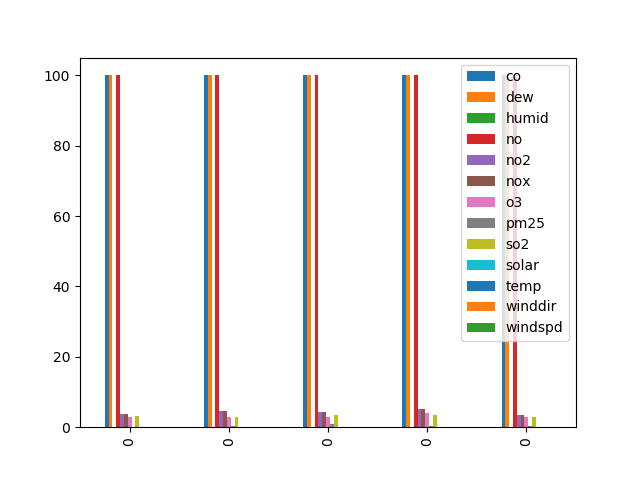 100
80
60
40
20
0
co
dew
humid
no
no2
nox
o3
pm25
so2
solar
temp
winddir
windspd
0
0
0
0
0